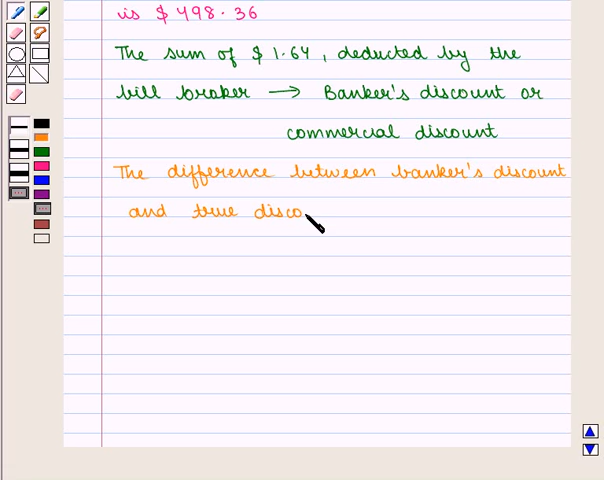 is $ 498.36
The sum of $ 1.64, deducted by the
bill broker → Banker's discount or
commercial discount
The difference between banker's discount
and true disco